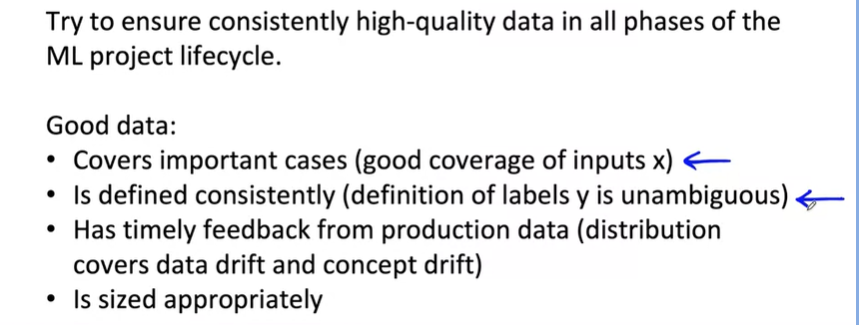 Try to ensure consistently high-quality data in all phases of the
ML project lifecycle.
Good data:
• Covers important cases (good coverage of inputs x)
• Is defined consistently (definition of labels y is unambiguous)
• Has timely feedback from production data (distribution
covers data drift and concept drift)
• Is sized appropriately